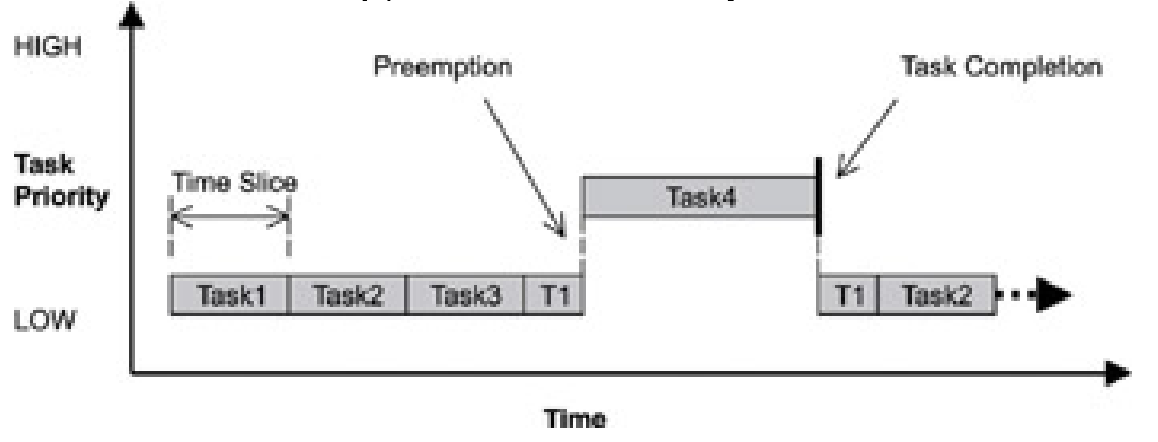 HIGH
Preemption
Task Completion
Task
Priority
Time Slice
Task4
Task1 Task2 Task3 T1
T1 Task2
LOW
Time